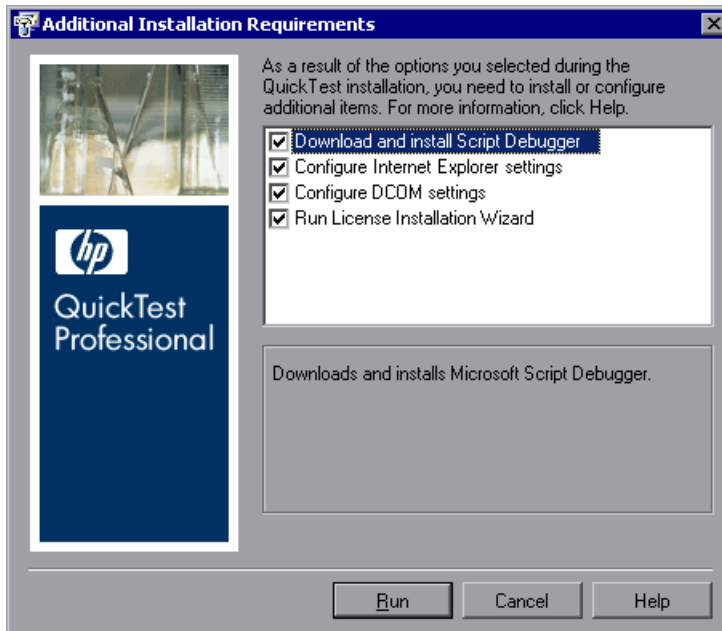 Additional Installation Requirements
As a result of the options you selected during the
QuickTest installation, you need to install or configure
additional items. For more information, click Help.
Download and install Script Debugger
Configure Internet Explorer settings
Configure DCOM settings
Run License Installation Wizard
hp
QuickTest
Professional
Downloads and installs Microsoft Script Debugger.
Run
Cancel
Help